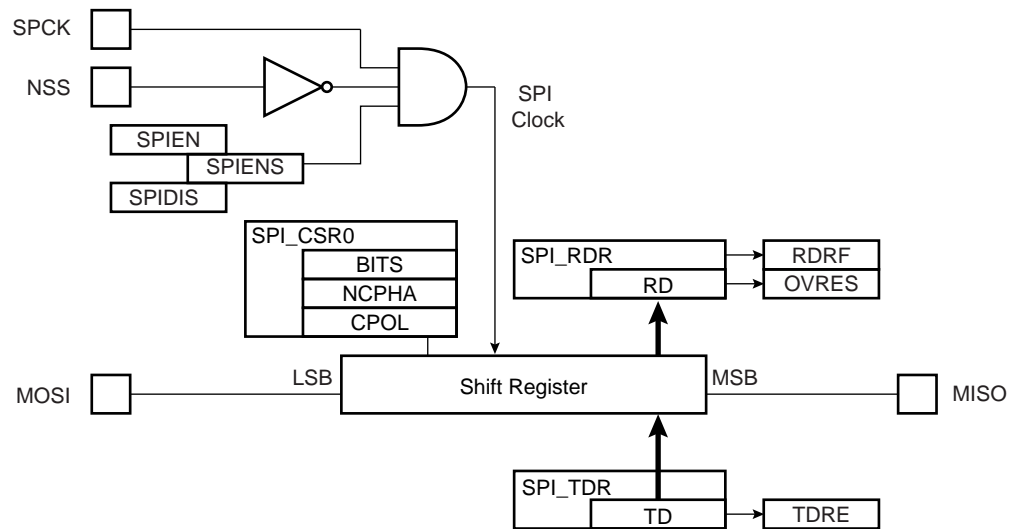 SPCK
NSS
SPI
Clock
SPIEN
SPIENS
SPIDIS
SPI_CSR0
BITS
NCPHA
CPOL
SPI_RDR
RD
RDRF
OVRES
MOSI
LSB
Shift Register
MSB
MISO
SPI_TDR
TD
TDRE